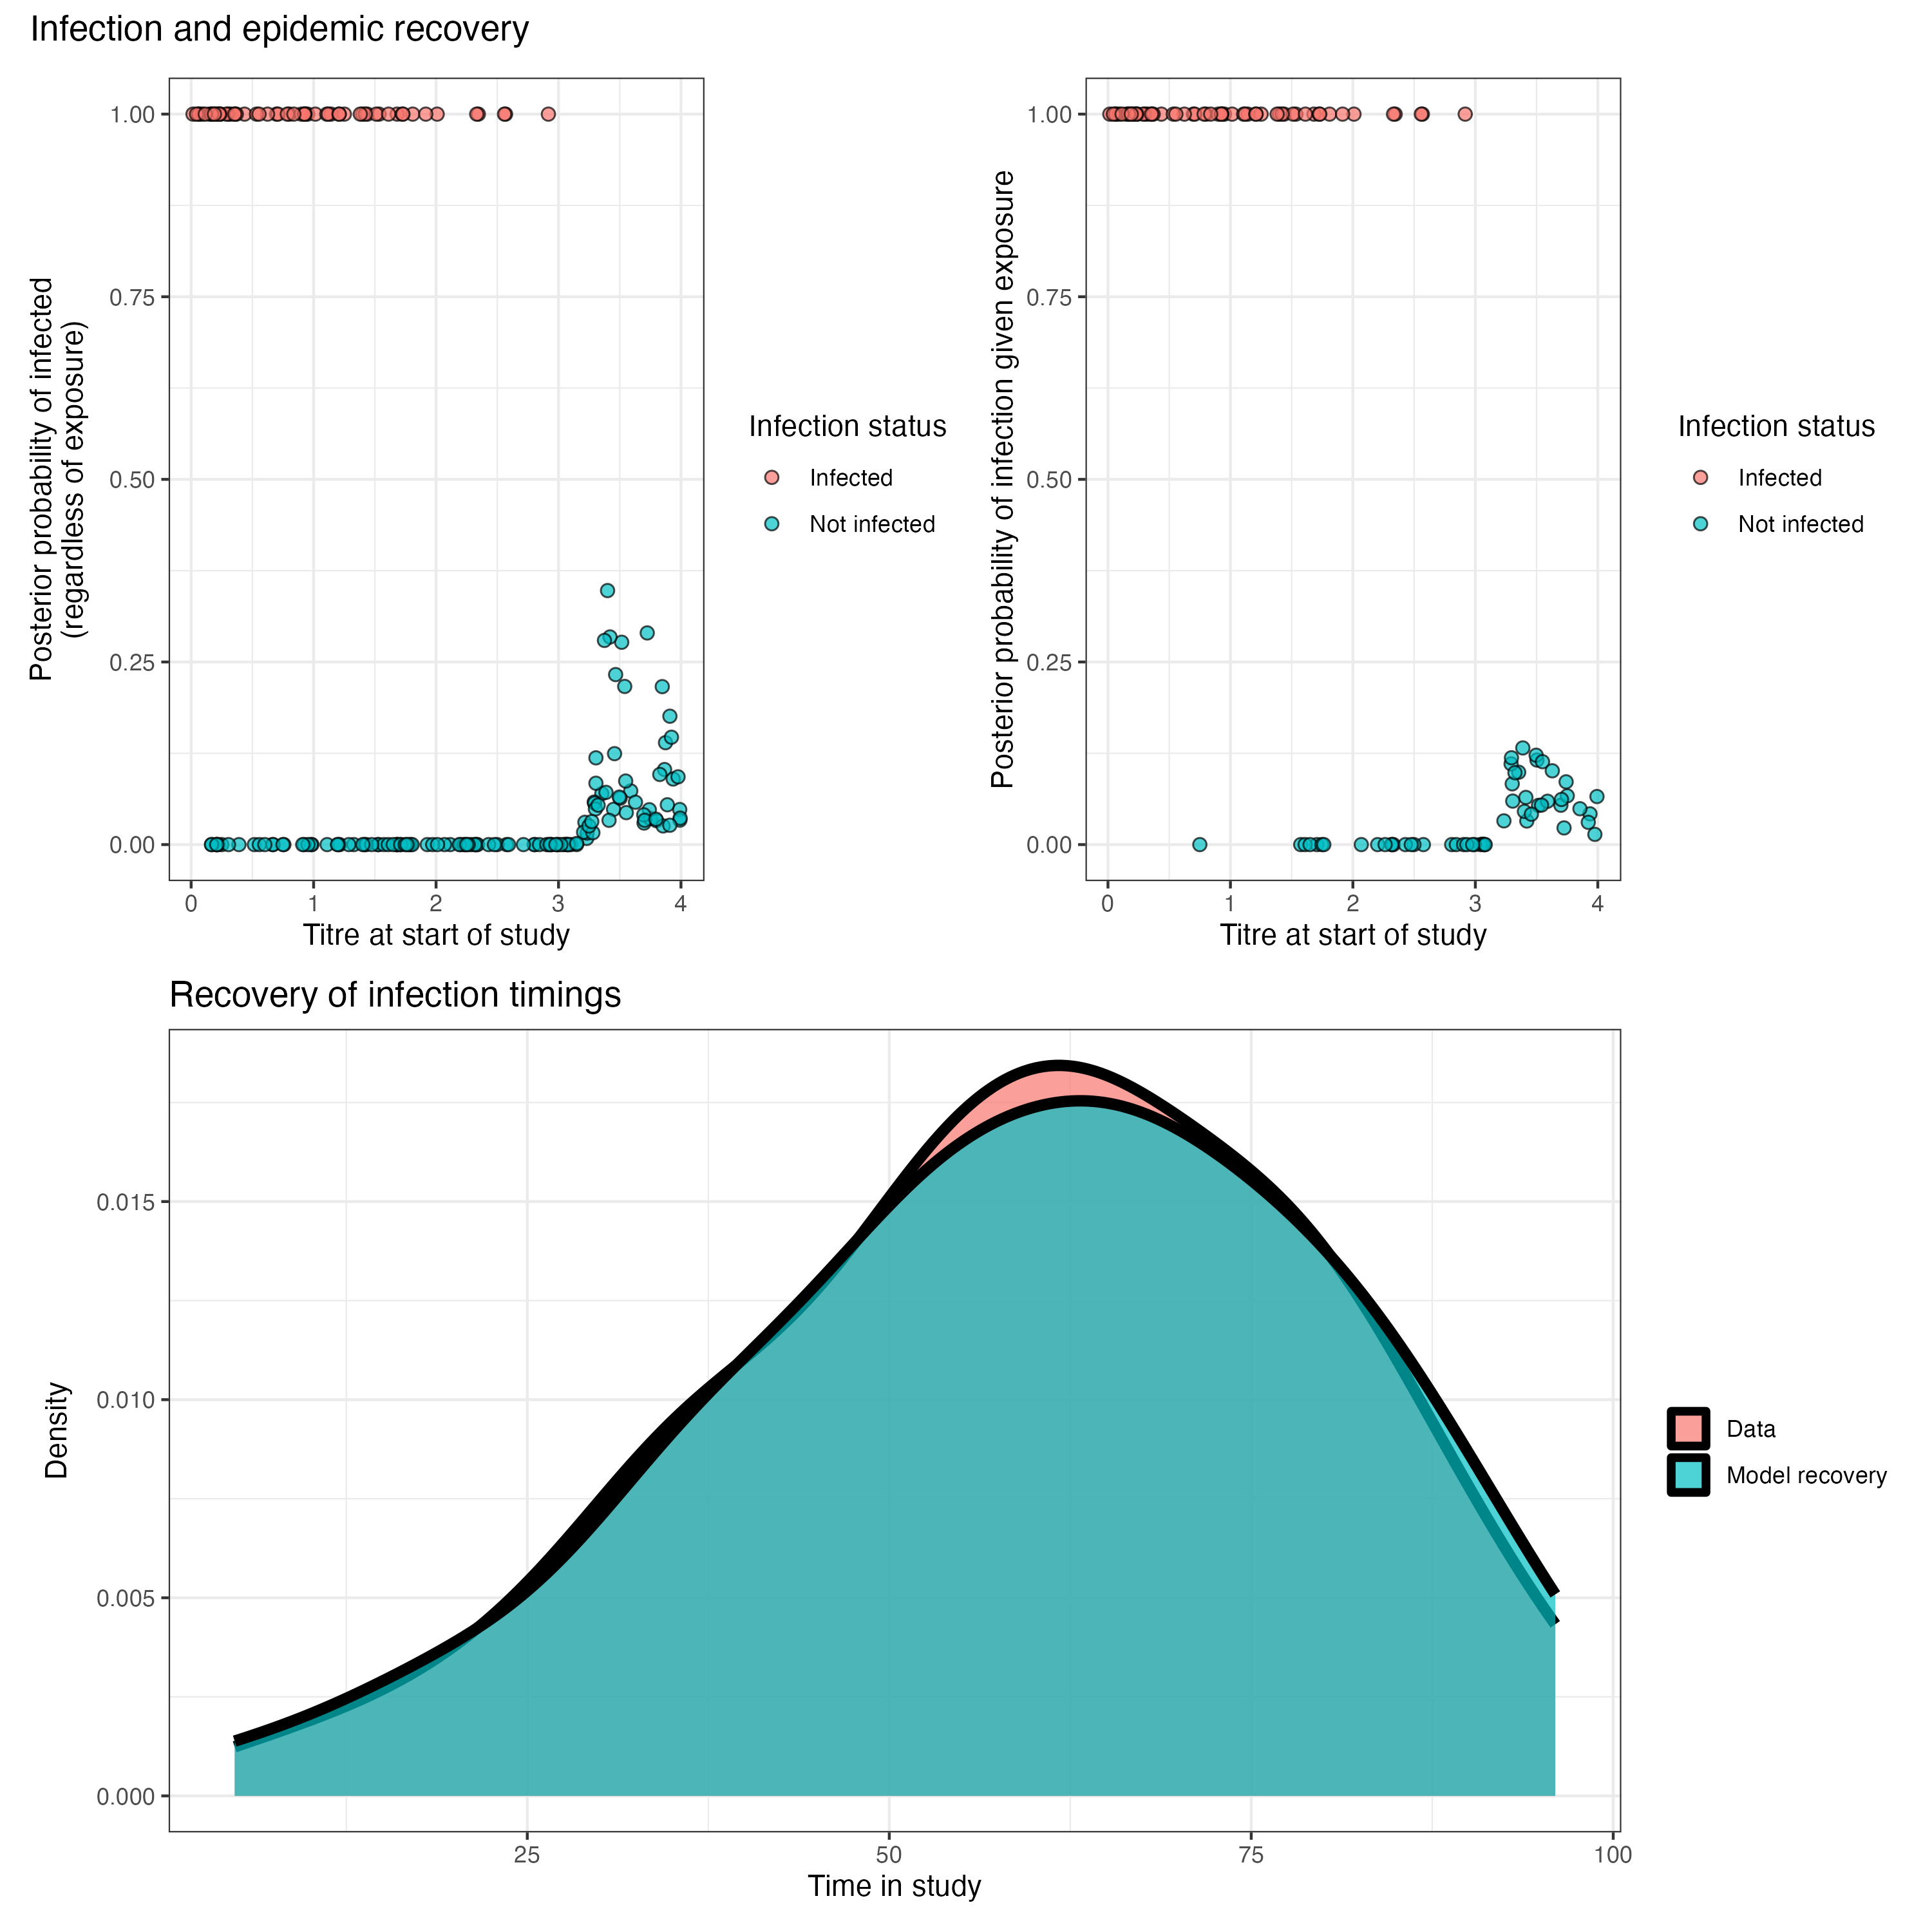 Infection and epidemic recovery
Posterior probability of infected
(regardless of exposure)
1.00
0.75
0.50
0.25
0.00
0 1 2 3 4
Titre at start of study
Infection status
Infected
Not infected
Posterior probability of infection given exposure
1.00
0.75
0.50
0.25
0.00
0 1 2 3 4
Titre at start of study
Infection status
Infected
Not infected
Recovery of infection timings
Density
0.015
0.010
0.005
0.000
25 50 75 100
Time in study
Data
Model recovery